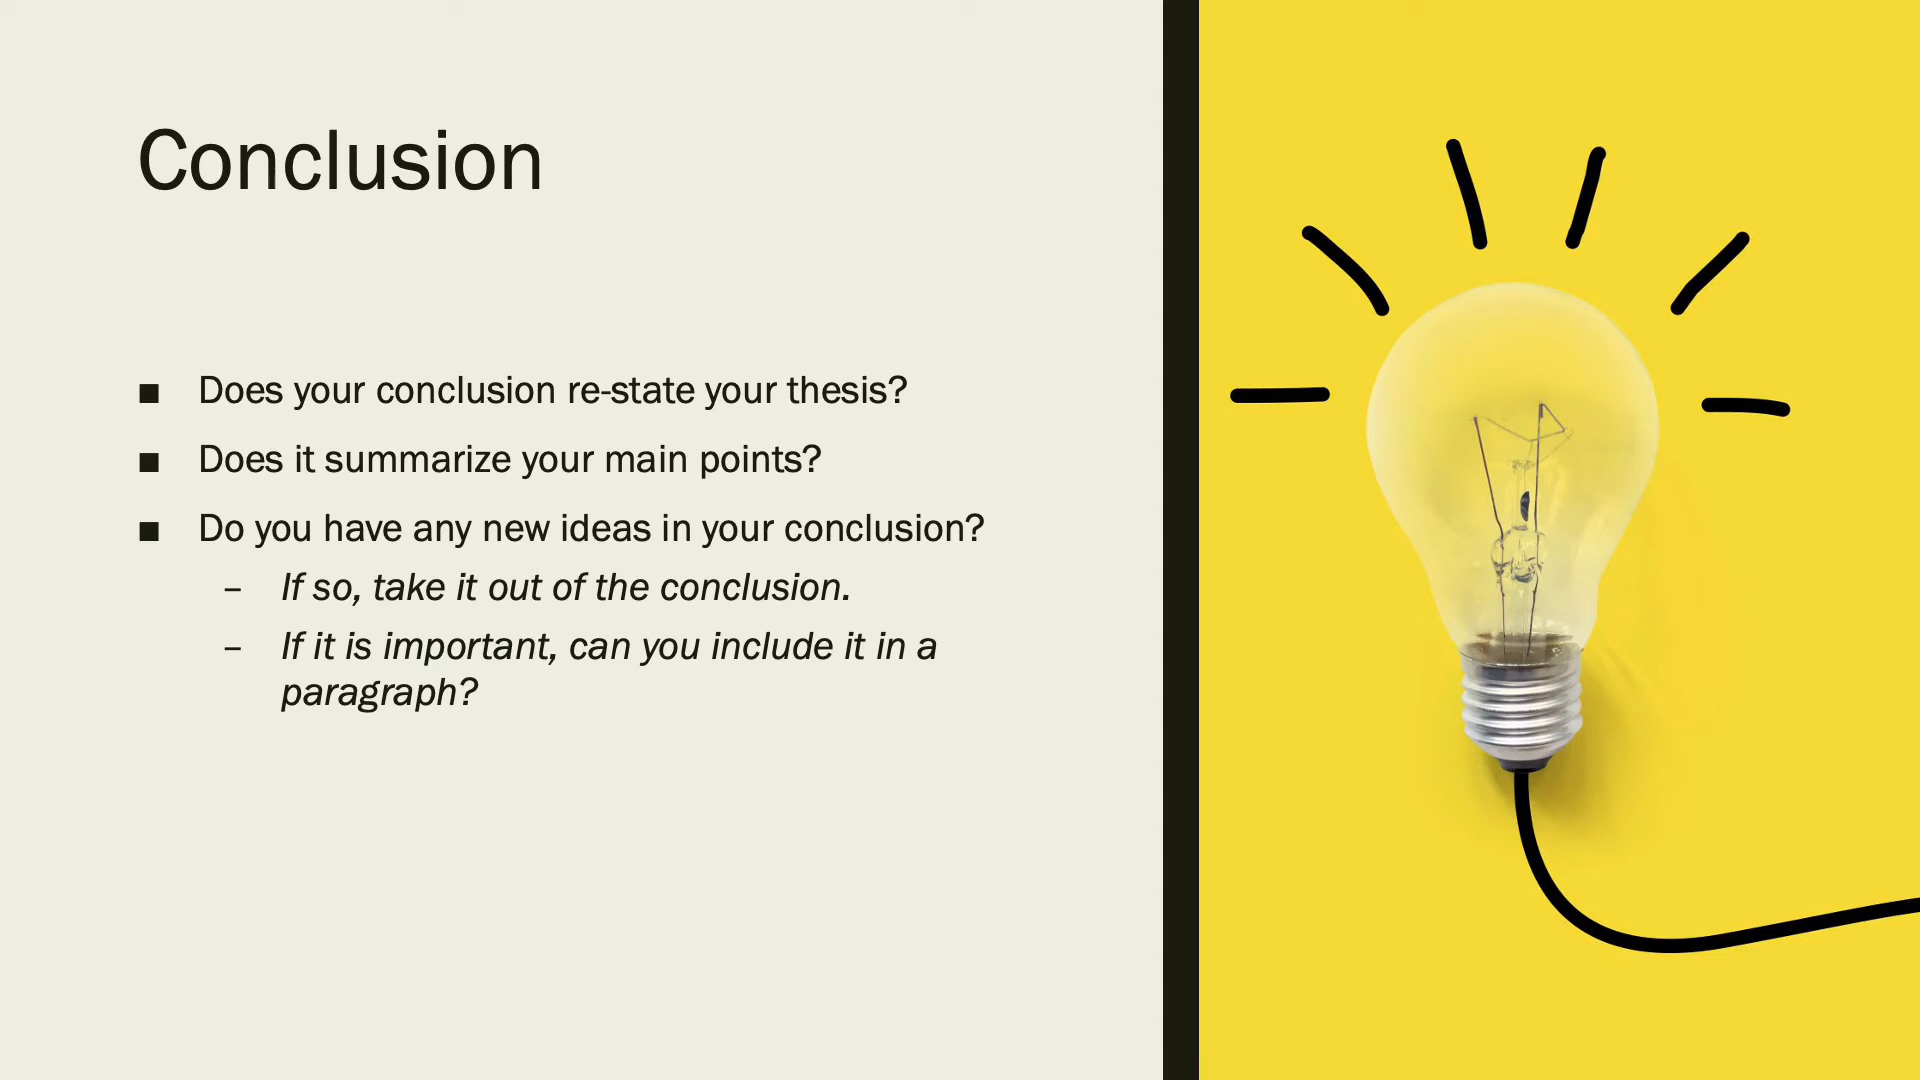 Conclusion
■ Does your conclusion re-state your thesis?
■ Does it summarize your main points?
■ Do you have any new ideas in your conclusion?
– If so, take it out of the conclusion.
– If it is important, can you include it in a
paragraph?